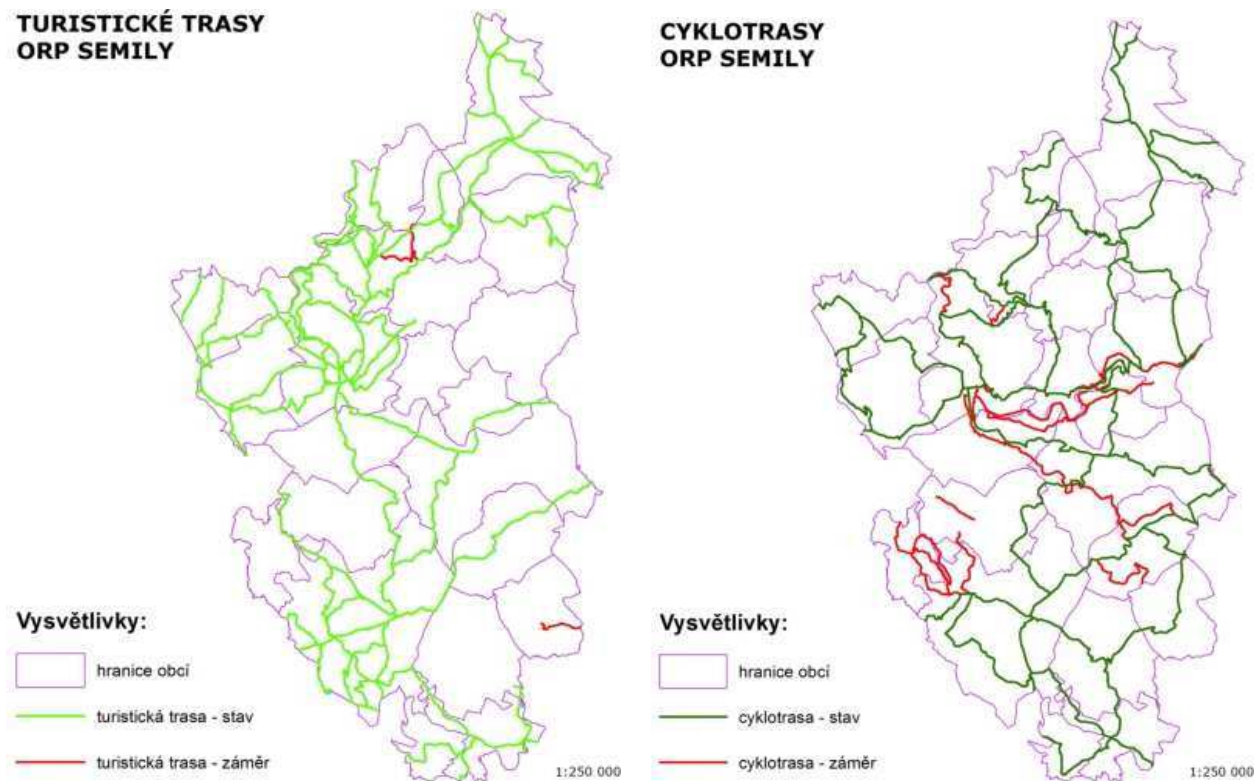 TURISTICKÉ TRASY
ORP SEMILY
Vysvětlivky:
hranice obcí
turistická trasa - stav
turistická trasa - záměr
1:250 000
CYKLOTRASY
ORP SEMILY
Vysvětlivky:
hranice obcí
cyklotrasa - stav
cyklotrasa - záměr
1:250 000